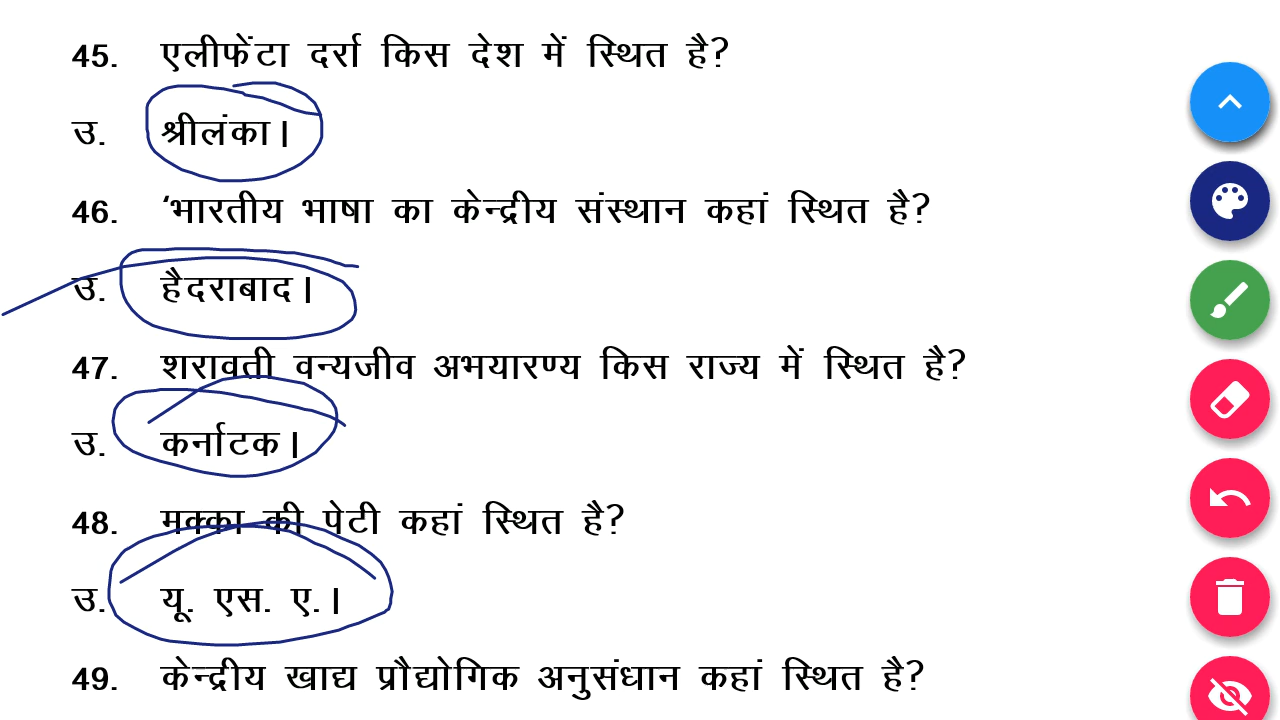 45. एलीफेंटा दर्रा किस देश में स्थित है?
उ. श्रीलंका।
46. ‘भारतीय भाषा का केन्द्रीय संस्थान कहां स्थित है?
उ. हैदराबाद।
47. शरावती वन्यजीव अभयारण्य किस राज्य में स्थित है?
उ. कर्नाटक।
48. मक्का की पेटी कहां स्थित है?
उ. यू. एस. ए.।
49. केन्द्रीय खाद्य प्रौद्योगिक अनुसंधान कहां स्थित है?